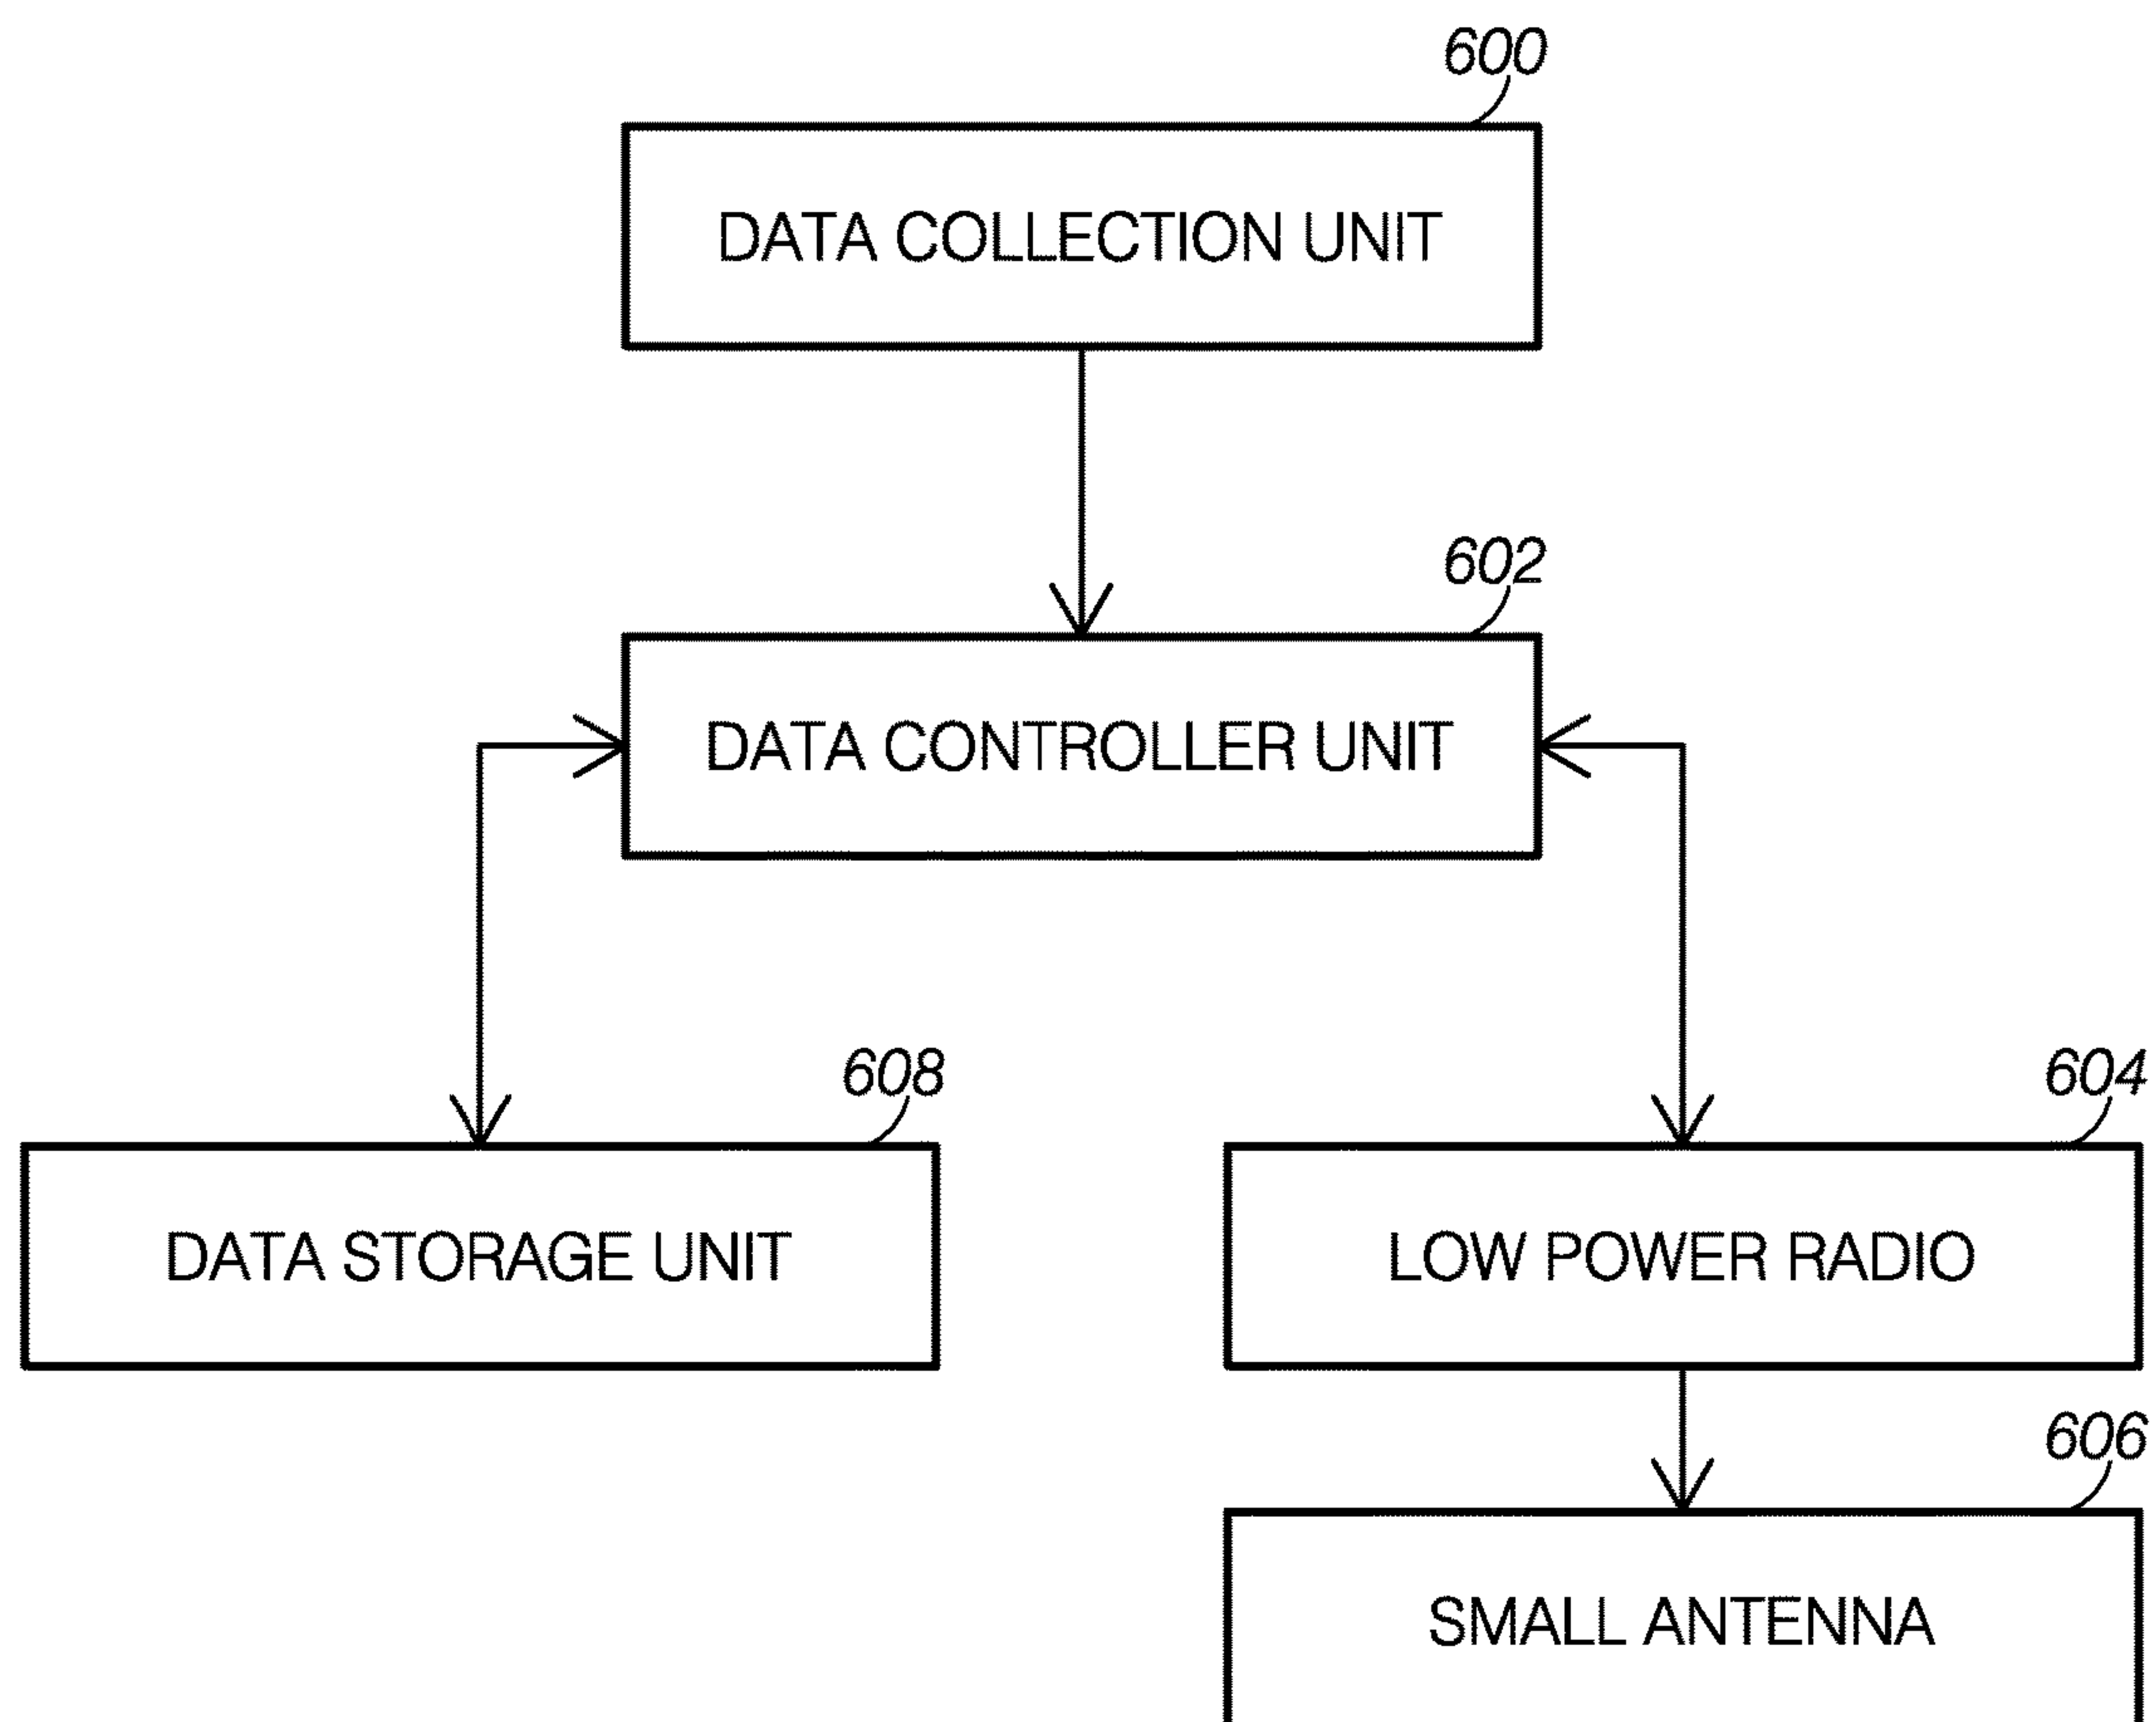 600
DATA COLLECTION UNIT
602
DATA CONTROLLER UNIT
608
DATA STORAGE UNIT
604
LOW POWER RADIO
606
SMALL ANTENNA